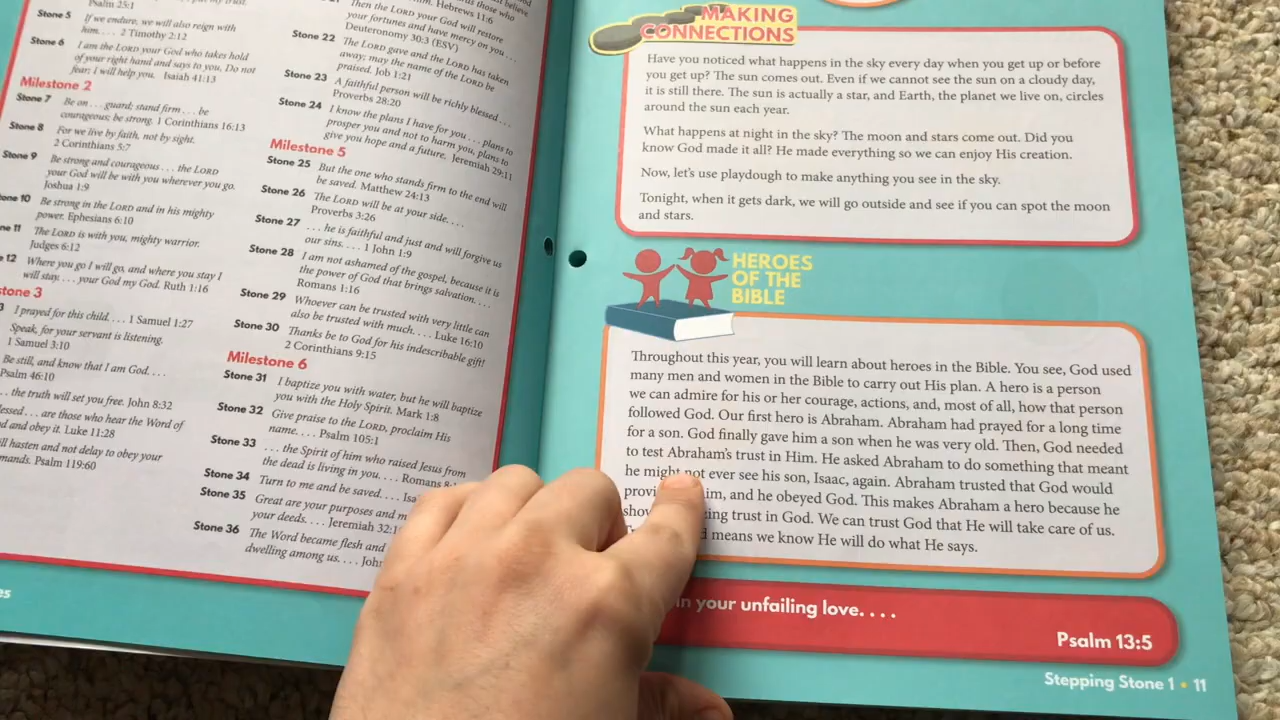 Psalm 25:1
Stone 5 If we endure, we will also reign with
him. . . . 2 Timothy 2:12
Stone 6 I am the LORD your God who takes hold
of your right hand and says to you, Do not
fear; I will help you. Isaiah 41:13
Milestone 2
Stone 7 Be on . . . guard; stand firm . . . be
courageous; be strong. 1 Corinthians 16:13
Stone 8 For we live by faith, not by sight.
2 Corinthians 5:7
Stone 9 Be strong and courageous . . . the LORD
your God will be with you wherever you go.
Joshua 1:9
one 10 Be strong in the LORD and in his mighty
power. Ephesians 6:10
ne 11 The LORD is with you, mighty warrior.
Judges 6:12
e 12 Where you go I will go, and where you stay I
will stay. . . . your God my God. Ruth 1:16
stone 3
3 I prayed for this child. . . . 1 Samuel 1:27
Speak, for your servant is listening.
1 Samuel 3:10
Be still, and know that I am God. . . .
Psalm 46:10
. . the truth will set you free. John 8:32
essed . . . are those who hear the Word of
d and obey it. Luke 11:28
ill hasten and not delay to obey your
mands. Psalm 119:60
those who
him. Hebrews 11:6
Then the LORD your God will restore
your fortunes and have mercy on you. . . .
Deuteronomy 30:3 (ESV)
Stone 22 The LORD gave and the LORD has taken
away; may the name of the LORD be
praised. Job 1:21
Stone 23 A faithful person will be richly blessed. . . .
Proverbs 28:20
Stone 24 I know the plans I have for you . . . plans to
prosper you and not to harm you, plans to
give you hope and a future. Jeremiah 29:11
Milestone 5
Stone 25 But the one who stands firm to the end will
be saved. Matthew 24:13
Stone 26 The LORD will be at your side. . . .
Proverbs 3:26
Stone 27 . . . he is faithful and just and will forgive us
our sins. . . . 1 John 1:9
Stone 28 I am not ashamed of the gospel, because it is
the power of God that brings salvation. . . .
Romans 1:16
Stone 29 Whoever can be trusted with very little can
also be trusted with much. . . . Luke 16:10
Stone 30 Thanks be to God for his indescribable gift!
2 Corinthians 9:15
Milestone 6
Stone 31 I baptize you with water, but he will baptize
you with the Holy Spirit. Mark 1:8
Stone 32 Give praise to the LORD, proclaim His
name. . . . Psalm 105:1
Stone 33 . . . the Spirit of him who raised Jesus from
the dead is living in you. . . . Romans 8:
Stone 34 Turn to me and be saved. . . . Isa
Stone 35 Great are your purposes and m
your deeds. . . . Jeremiah 32:1
Stone 36 The Word became flesh and
dwelling among us. . . . John
es
MAKING
CONNECTIONS
Have you noticed what happens in the sky every day when you get up or before
you get up? The sun comes out. Even if we cannot see the sun on a cloudy day,
it is still there. The sun is actually a star, and Earth, the planet we live on, circles
around the sun each year.
What happens at night in the sky? The moon and stars come out. Did you
know God made it all? He made everything so we can enjoy His creation.
Now, let's use playdough to make anything you see in the sky.
Tonight, when it gets dark, we will go outside and see if you can spot the moon
and stars.
HEROES
OF THE
BIBLE
Throughout this year, you will learn about heroes in the Bible. You see, God used
many men and women in the Bible to carry out His plan. A hero is a person
we can admire for his or her courage, actions, and, most of all, how that person
followed God. Our first hero is Abraham. Abraham had prayed for a long time
for a son. God finally gave him a son when he was very old. Then, God needed
to test Abraham's trust in Him. He asked Abraham to do something that meant
he might not ever see his son, Isaac, again. Abraham trusted that God would
provi im, and he obeyed God. This makes Abraham a hero because he
show ing trust in God. We can trust God that He will take care of us.
d means we know He will do what He says.
in your unfailing love. . . .
Psalm 13:5
Stepping Stone 1 • 11